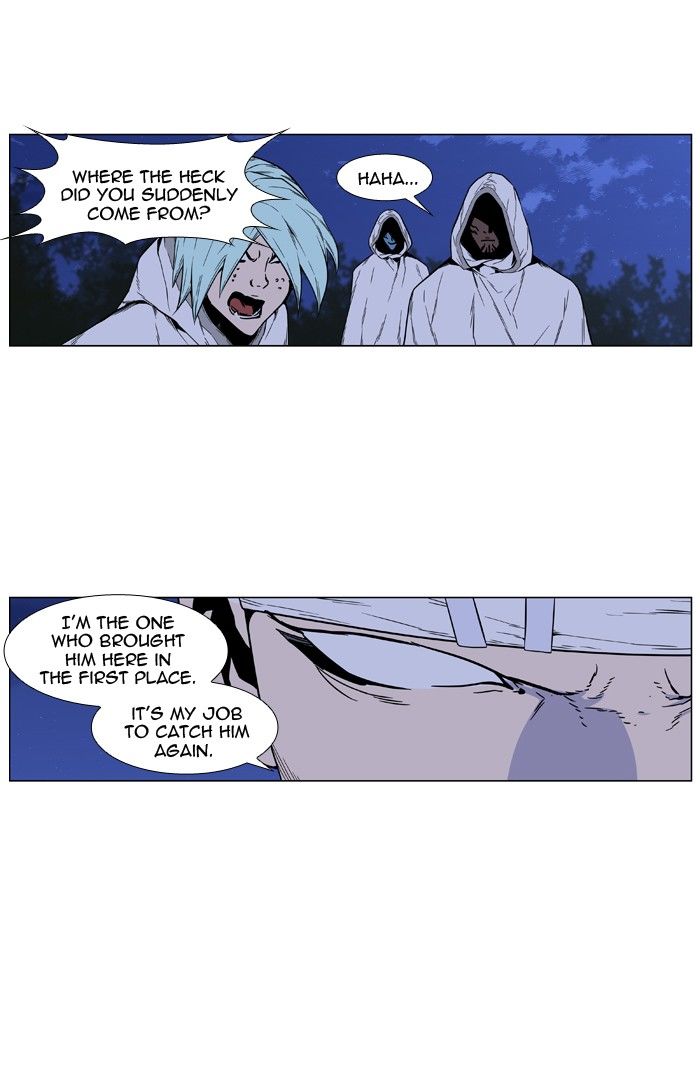 WHERE THE HECK
DID YOU SUDDENLY
COME FROM?
HAHA...
I'M THE ONE
WHO BROUGHT
HIM HERE IN
THE FIRST PLACE.
IT'S MY JOB
TO CATCH HIM
AGAIN.